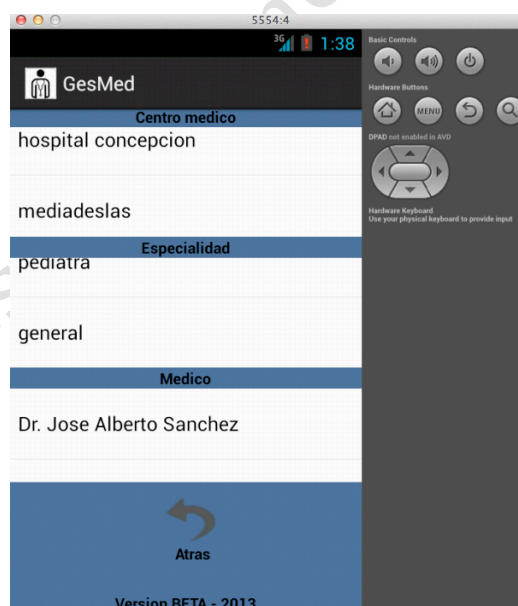 5554:4
3G 1:38
GesMed
Centro medico
hospital concepcion
mediadeslas
Especialidad
pediatra
general
Medico
Dr. Jose Alberto Sanchez
Atras
Version BETA - 2013
Basic Controls
Hardware Buttons
MENU
DPAD not enabled in AVD
Hardware Keyboard
Use your physical keyboard to provide input